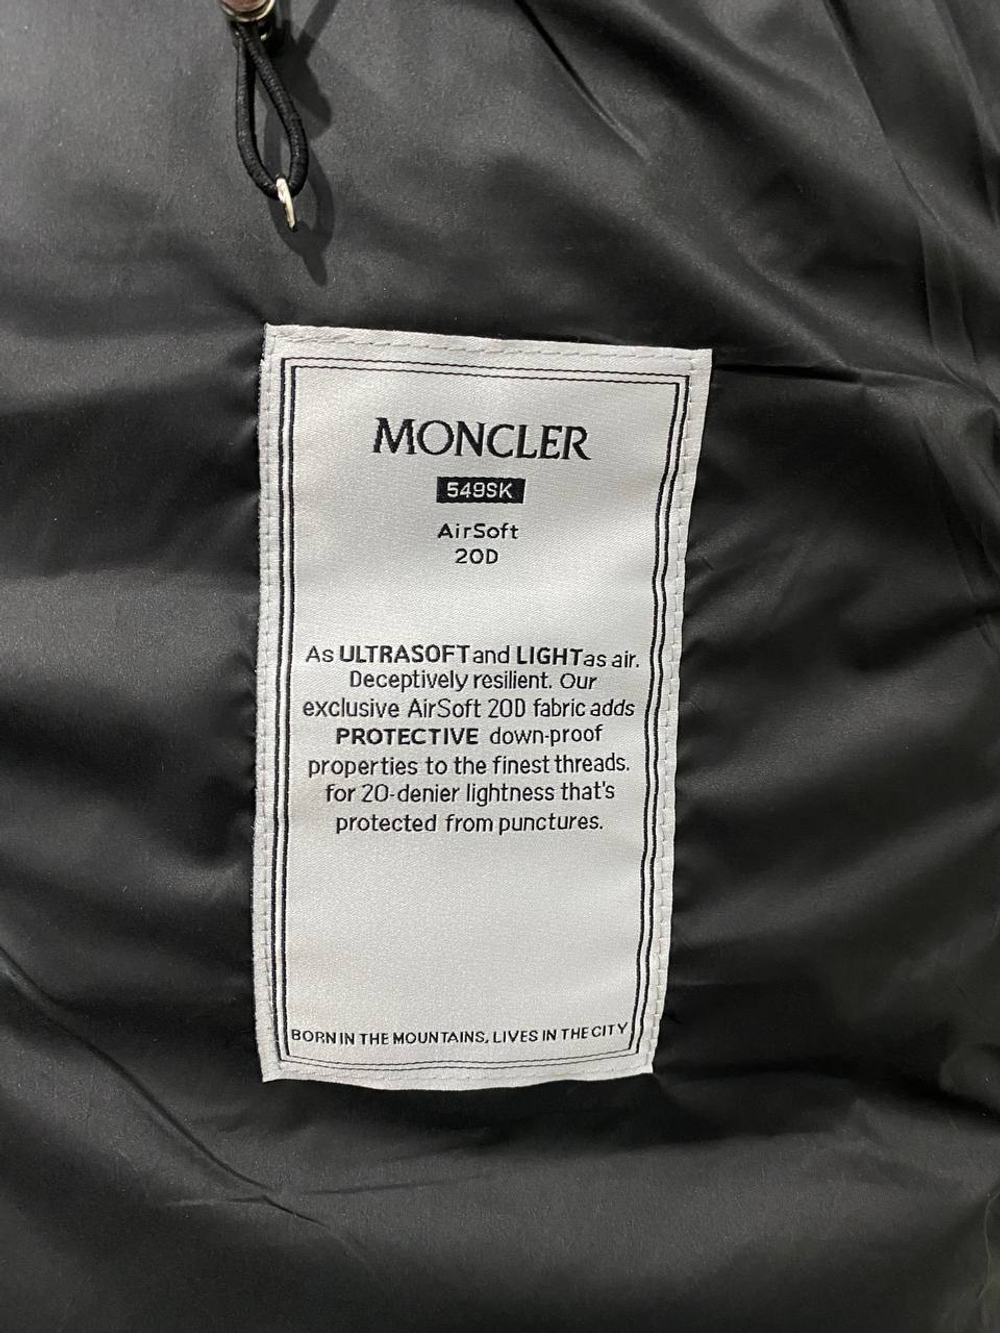 MONCLER
549SK
AirSoft
20D
As ULTRASOFT and LIGHT as air.
Deceptively resilient. Our
exclusive AirSoft 20D fabric adds
PROTECTIVE down-proof
properties to the finest threads.
for 20-denier lightness that's
protected from punctures.
BORN IN THE MOUNTAINS, LIVES IN THE CITY